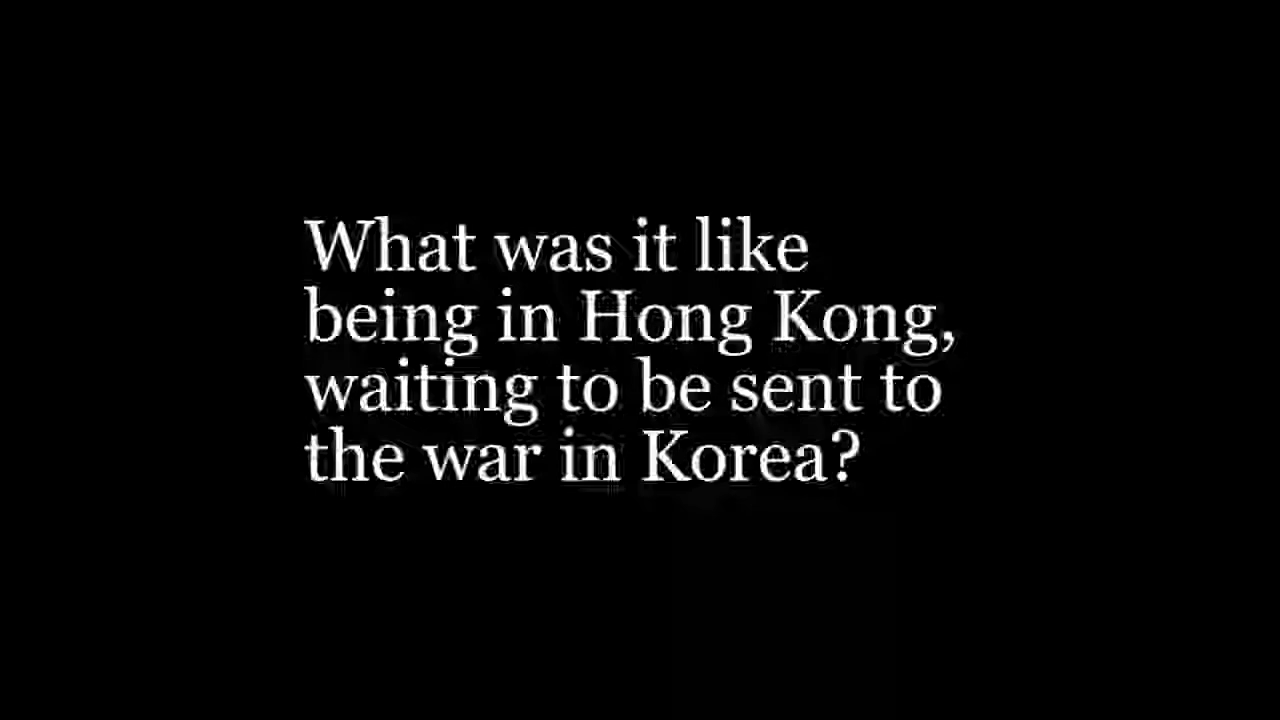 What was it like
being in Hong Kong,
waiting to be sent to
the war in Korea?